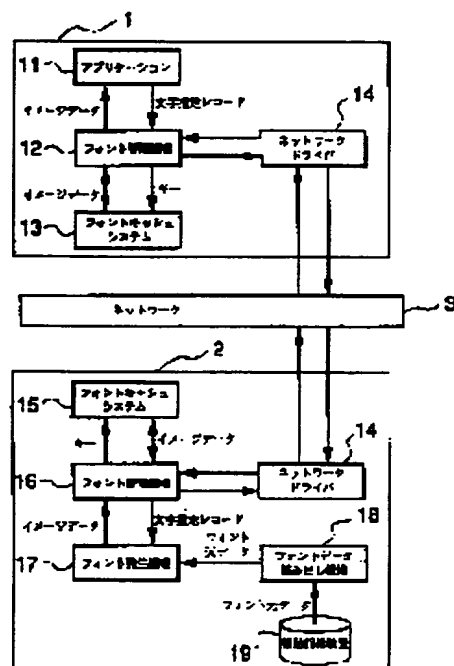 1
11
アプリケーション
イメージデータ
文字指定レコード
14
12
フォント管理機構
ネットワーク
ドライバ
イメージデータ
キー
13
フォントキャッシュ
システム
ネットワーク
2
15
フォントキャッシュ
システム
キー
イメージデータ
14
16
フォント管理機構
ネットワーク
ドライバ
イメージデータ
文字指定レコード
18
17
フォント発生機構
フォント
元データ
フォントデータ
読み出し機構
フォント元データ
19